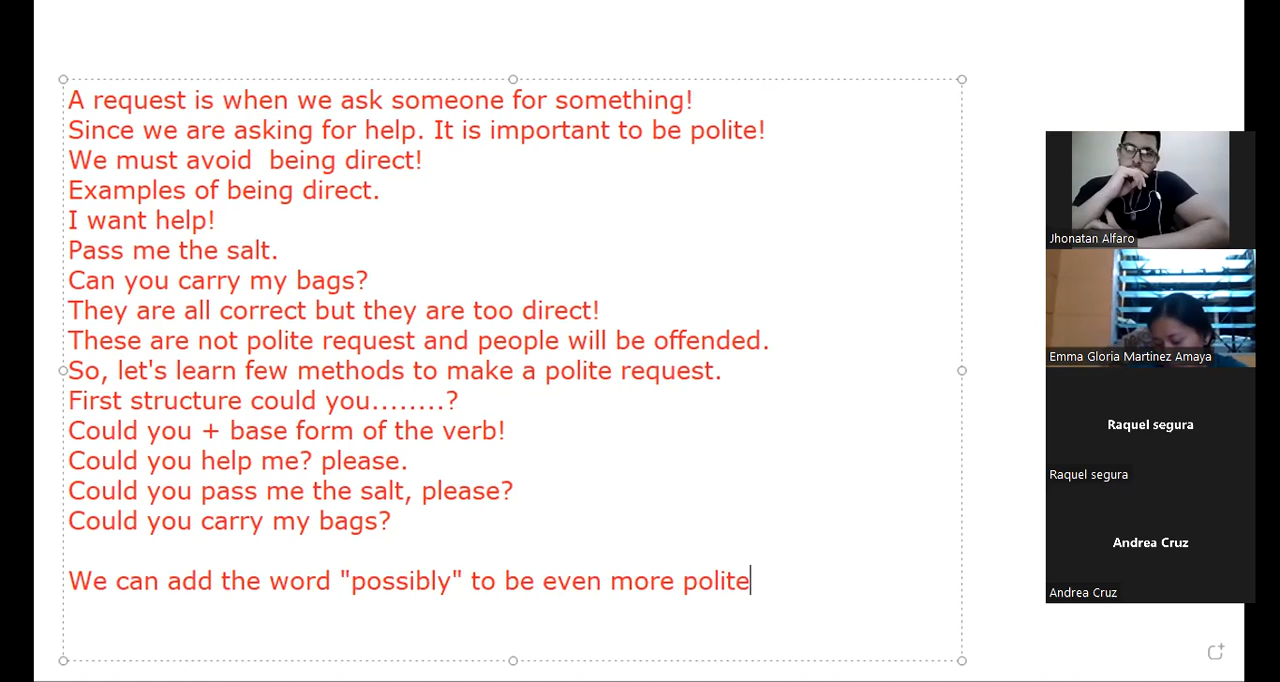 A request is when we ask someone for something!
Since we are asking for help. It is important to be polite!
We must avoid  being direct!
Examples of being direct.
I want help!
Pass me the salt.
Can you carry my bags?
They are all correct but they are too direct!
These are not polite request and people will be offended.
So, let's learn few methods to make a polite request.
First structure could you........?
Could you + base form of the verb!
Could you help me? please.
Could you pass me the salt, please?
Could you carry my bags?
We can add the word "possibly" to be even more polite
Jhonatan Alfaro
Emma Gloria Martinez Amaya
Raquel segura
Raquel segura
Andrea Cruz
Andrea Cruz